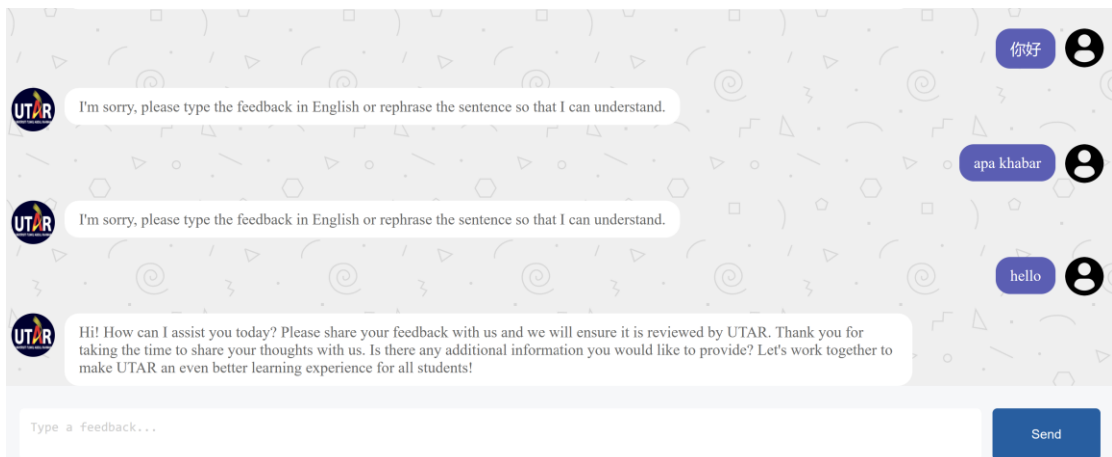 你好
UTAR
I'm sorry, please type the feedback in English or rephrase the sentence so that I can understand.
apa khabar
UTAR
I'm sorry, please type the feedback in English or rephrase the sentence so that I can understand.
hello
UTAR
Hi! How can I assist you today? Please share your feedback with us and we will ensure it is reviewed by UTAR. Thank you for
taking the time to share your thoughts with us. Is there any additional information you would like to provide? Let's work together to
make UTAR an even better learning experience for all students!
Type a feedback...
Send